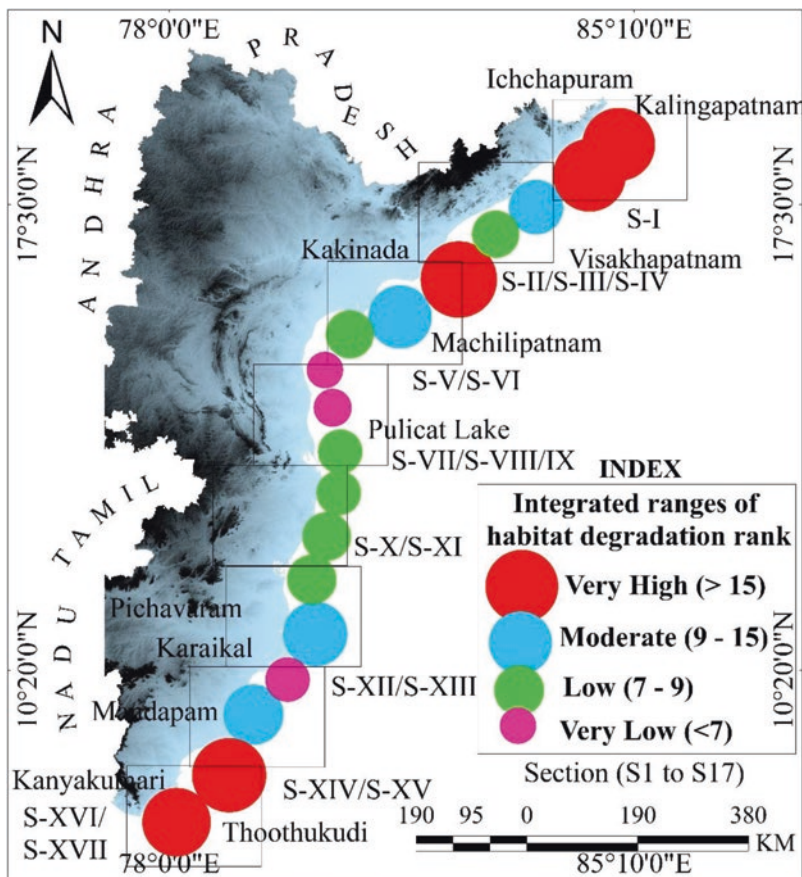 N
78°0'0"E
85°10'0"E
ANDHRA
PRADESH
Ichchapuram
Kalingapatnam
17°30'0"N
17°30'0"N
S-I
Kakinada
Visakhapatnam
S-II/S-III/S-IV
Machilipatnam
S-V/S-VI
Pulicat Lake
S-VII/S-VIII/IX
INDEX
Integrated ranges of
habitat degradation rank
Very High (> 15)
Moderate (9 - 15)
Low (7 - 9)
Very Low (<7)
TAMIL
NADU
S-X/S-XI
Pichavaram
Karaikal
10°20'0"N
10°20'0"N
S-XII/S-XIII
Mandapam
Section (S1 to S17)
Kanyakumari
S-XIV/S-XV
S-XVI/
S-XVII
Thoothukudi
190 95 0 190 380
KM
78°0'0"E
85°10'0"E